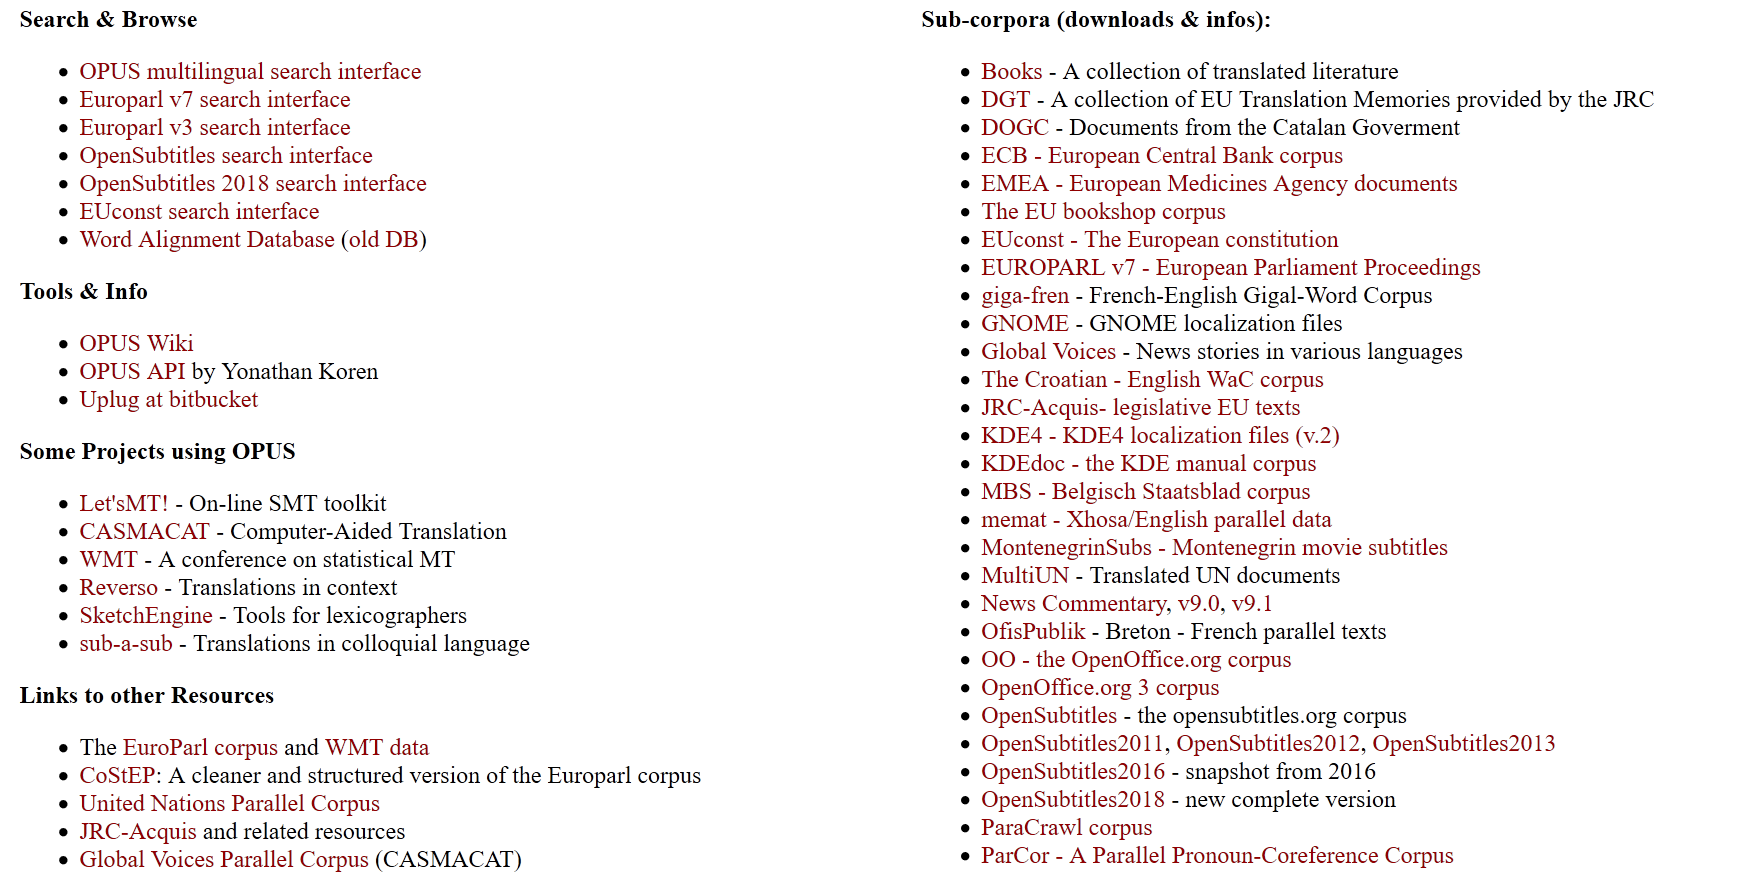 Search & Browse
OPUS multilingual search interface
Europarl v7 search interface
Europarl v3 search interface
OpenSubtitles search interface
OpenSubtitles 2018 search interface
EUconst search interface
Word Alignment Database (old DB)
Tools & Info
OPUS Wiki
OPUS API by Yonathan Koren
Uplug at bitbucket
Some Projects using OPUS
Let'sMT! - On-line SMT toolkit
CASMACAT - Computer-Aided Translation
WMT - A conference on statistical MT
Reverso - Translations in context
SketchEngine - Tools for lexicographers
sub-a-sub - Translations in colloquial language
Links to other Resources
The EuroParl corpus and WMT data
CoStEP: A cleaner and structured version of the Europarl corpus
United Nations Parallel Corpus
JRC-Acquis and related resources
Global Voices Parallel Corpus (CASMACAT)
Sub-corpora (downloads & infos):
Books - A collection of translated literature
DGT - A collection of EU Translation Memories provided by the JRC
DOGC - Documents from the Catalan Goverment
ECB - European Central Bank corpus
EMEA - European Medicines Agency documents
The EU bookshop corpus
EUconst - The European constitution
EUROPARL v7 - European Parliament Proceedings
giga-fren - French-English Gigal-Word Corpus
GNOME - GNOME localization files
Global Voices - News stories in various languages
The Croatian - English WaC corpus
JRC-Acquis- legislative EU texts
KDE4 - KDE4 localization files (v.2)
KDEdoc - the KDE manual corpus
MBS - Belgisch Staatsblad corpus
memat - Xhosa/English parallel data
MontenegrinSubs - Montenegrin movie subtitles
MultiUN - Translated UN documents
News Commentary, v9.0, v9.1
OfisPublik - Breton - French parallel texts
OO - the OpenOffice.org corpus
OpenOffice.org 3 corpus
OpenSubtitles - the opensubtitles.org corpus
OpenSubtitles2011, OpenSubtitles2012, OpenSubtitles2013
OpenSubtitles2016 - snapshot from 2016
OpenSubtitles2018 - new complete version
ParaCrawl corpus
ParCor - A Parallel Pronoun-Coreference Corpus